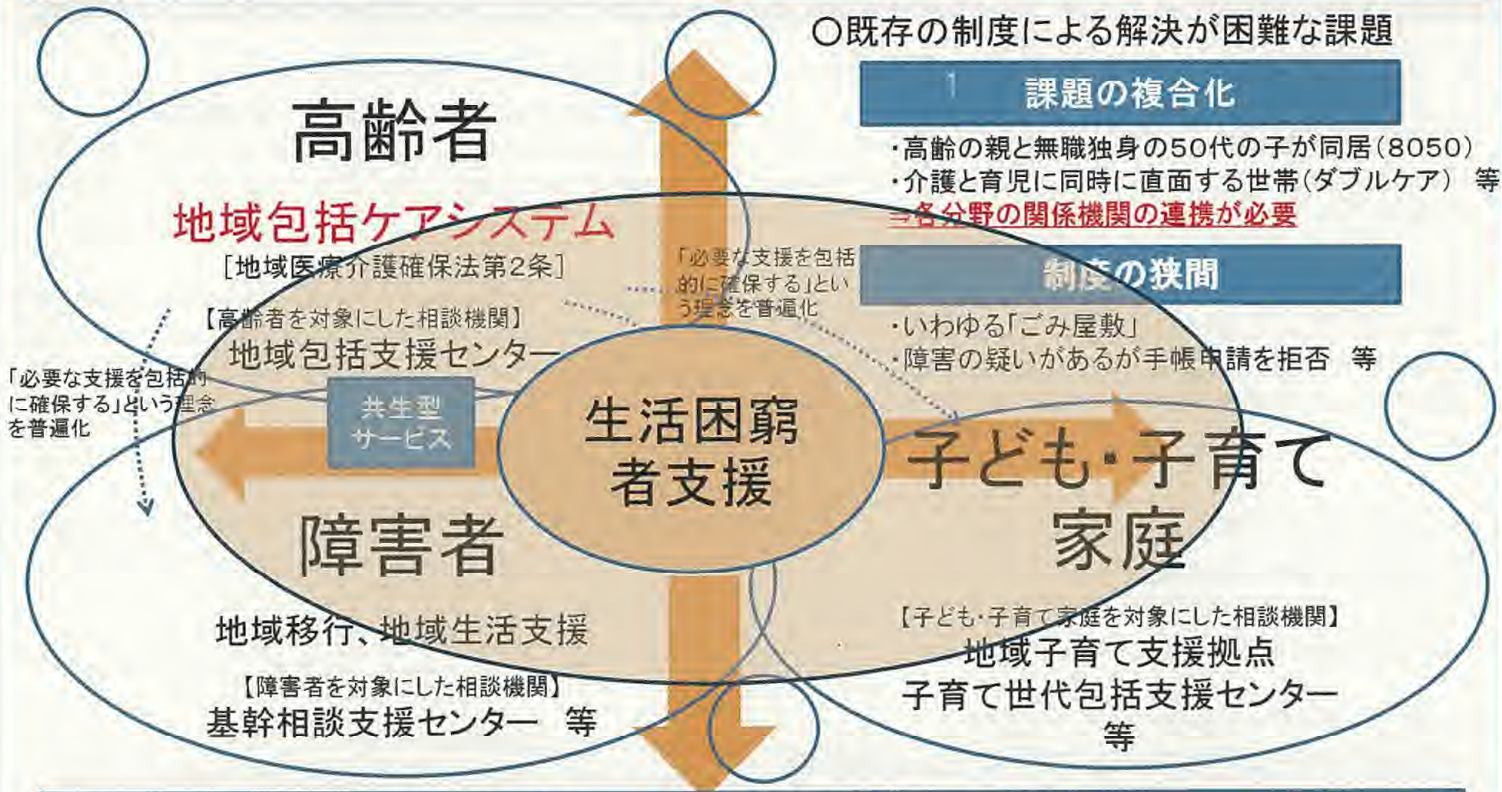 〇既存の制度による解決が困難な課題
1 課題の複合化
・高齢の親と無職独身の50代の子が同居(8050)
・介護と育児に同時に直面する世帯(ダブルケア) 等
⇒各分野の関係機関の連携が必要
制度の狭間
・いわゆる「ごみ屋敷」
・障害の疑いがあるが手帳申請を拒否 等
高齢者
地域包括ケアシステム
[地域医療介護確保法第2条]
【高齢者を対象にした相談機関】
地域包括支援センター
「必要な支援を包括
的に確保する」とい
う理念を普遍化
「必要な支援を包括的
に確保する」という理念
を普遍化
共生型
サービス
生活困窮
者支援
障害者
地域移行、地域生活支援
【障害者を対象にした相談機関】
基幹相談支援センター 等
子ども・子育て
家庭
【子ども・子育て家庭を対象にした相談機関】
地域子育て支援拠点
子育て世代包括支援センター
等